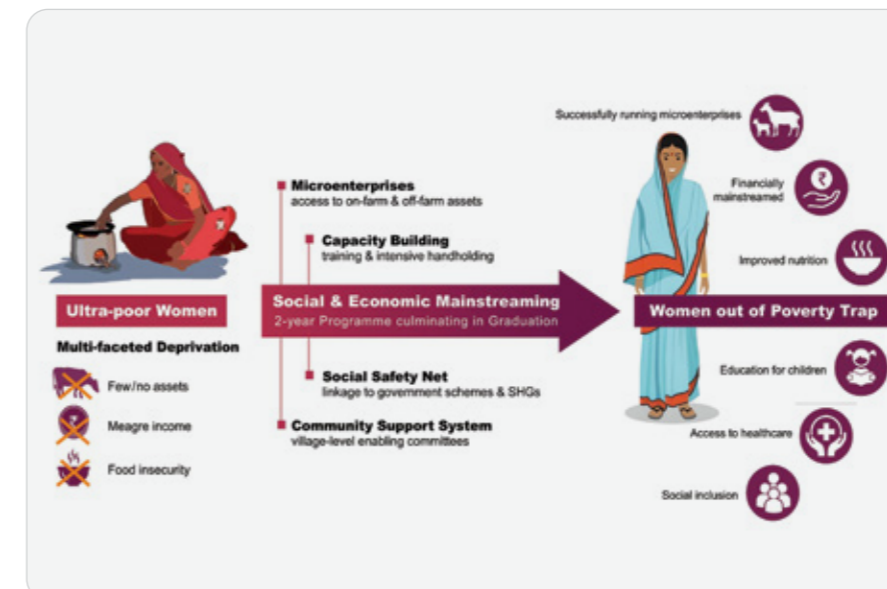 Ultra-poor Women
Multi-faceted Deprivation
Few/no assets
Meagre income
Food insecurity
Microenterprises
access to on-farm & off-farm assets
Capacity Building
training & intensive handholding
Social & Economic Mainstreaming
2-year Programme culminating in Graduation
Social Safety Net
linkage to government schemes & SHGs
Community Support System
village-level enabling committees
Successfully running microenterprises
Financially
mainstreamed
₹
Improved nutrition
Women out of Poverty Trap
Education for children
Access to healthcare
Social inclusion